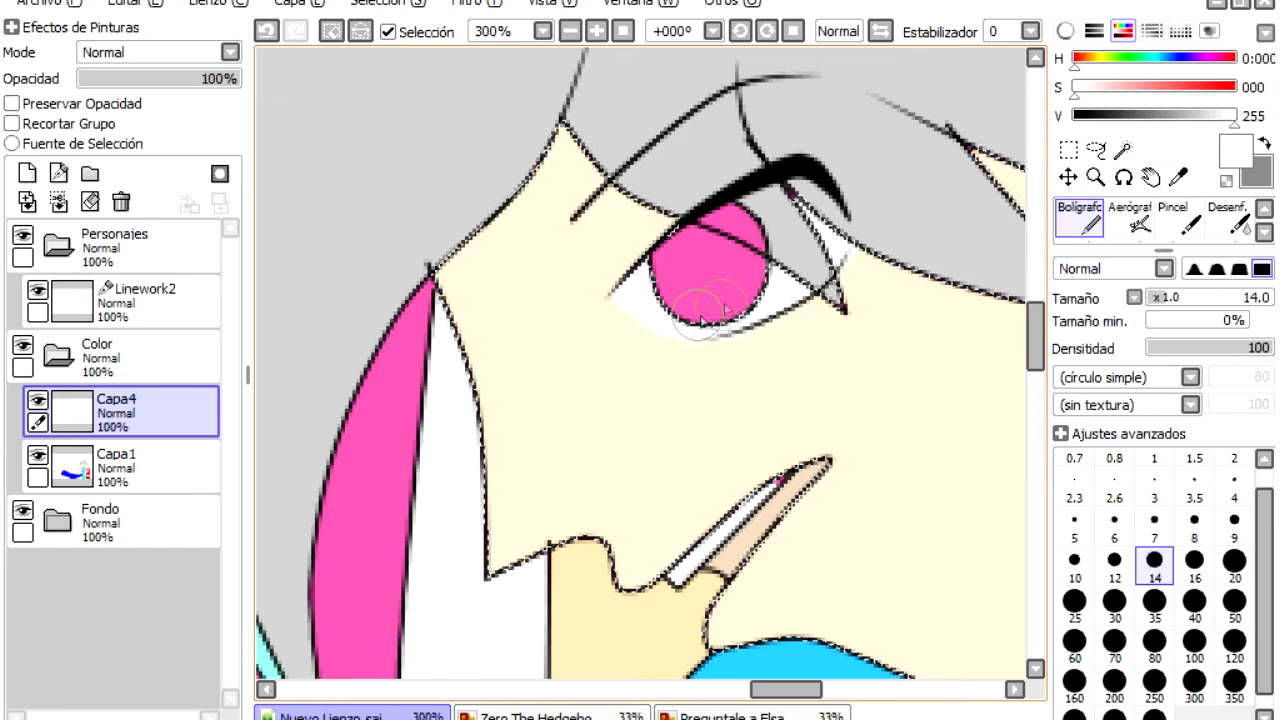 Archivo (F) Editar (E) Lienzo (C) Capa (L) Selección (S) Filtro (T) Vista (V) Ventana (W) Otros (O)
Efectos de Pinturas
Mode Normal
Opacidad 100%
Preservar Opacidad
Recortar Grupo
Fuente de Selección
Personajes
Normal
100%
Linework2
Normal
100%
Color
Normal
100%
Capa4
Normal
100%
Capa1
Normal
100%
Fondo
Normal
100%
Selección 300% +000º Normal Estabilizador 0
Nuevo Lienzo.sai 300% Zero The Hedgeho... 33% Preguntale a Elsa... 33%
H 0:000
S 000
V 255
Bolígrafo Aerógraf Pincel Desenf.
Normal
Tamaño x 1.0 14.0
Tamaño min. 0%
Densitidad 100
(círculo simple) 80
(sin textura) 100
Ajustes avanzados
0.7 0.8 1 1.5 2
2.3 2.6 3 3.5 4
5 6 7 8 9
10 12 14 16 20
25 30 35 40 50
60 70 80 100 120
160 200 250 300 350